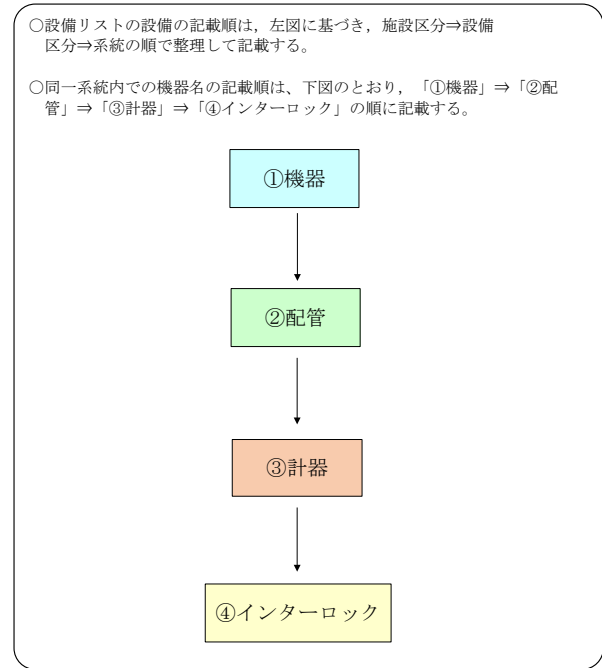 ○設備リストの設備の記載順は，左図に基づき，施設区分⇒設備
区分⇒系統の順で整理して記載する。
○同一系統内での機器名の記載順は、下図のとおり，「①機器」⇒「②配
管」⇒「③計器」⇒「④インターロック」の順に記載する。
①機器
②配管
③計器
④インターロック